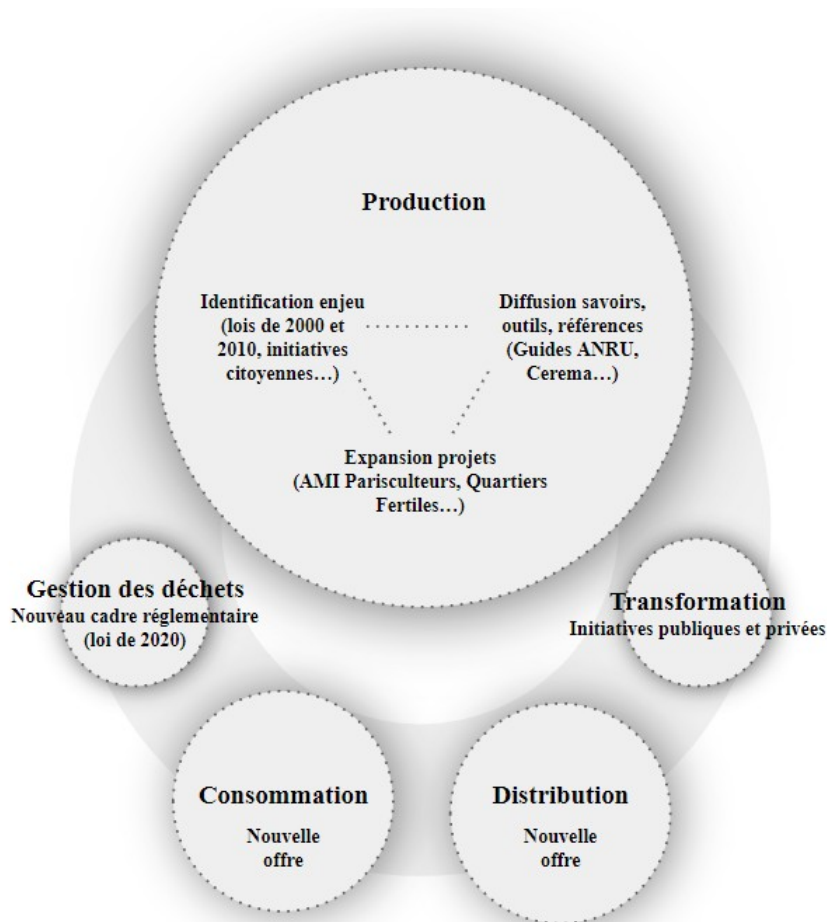 Production
Identification enjeu
(lois de 2000 et
2010, initiatives
citoyennes…)
Diffusion savoirs,
outils, références
(Guides ANRU,
Cerema…)
Expansion projets
(AMI Parisculteurs, Quartiers
Fertiles…)
Gestion des déchets
Nouveau cadre réglementaire
(loi de 2020)
Transformation
Initiatives publiques et privées
Consommation
Nouvelle
offre
Distribution
Nouvelle
offre